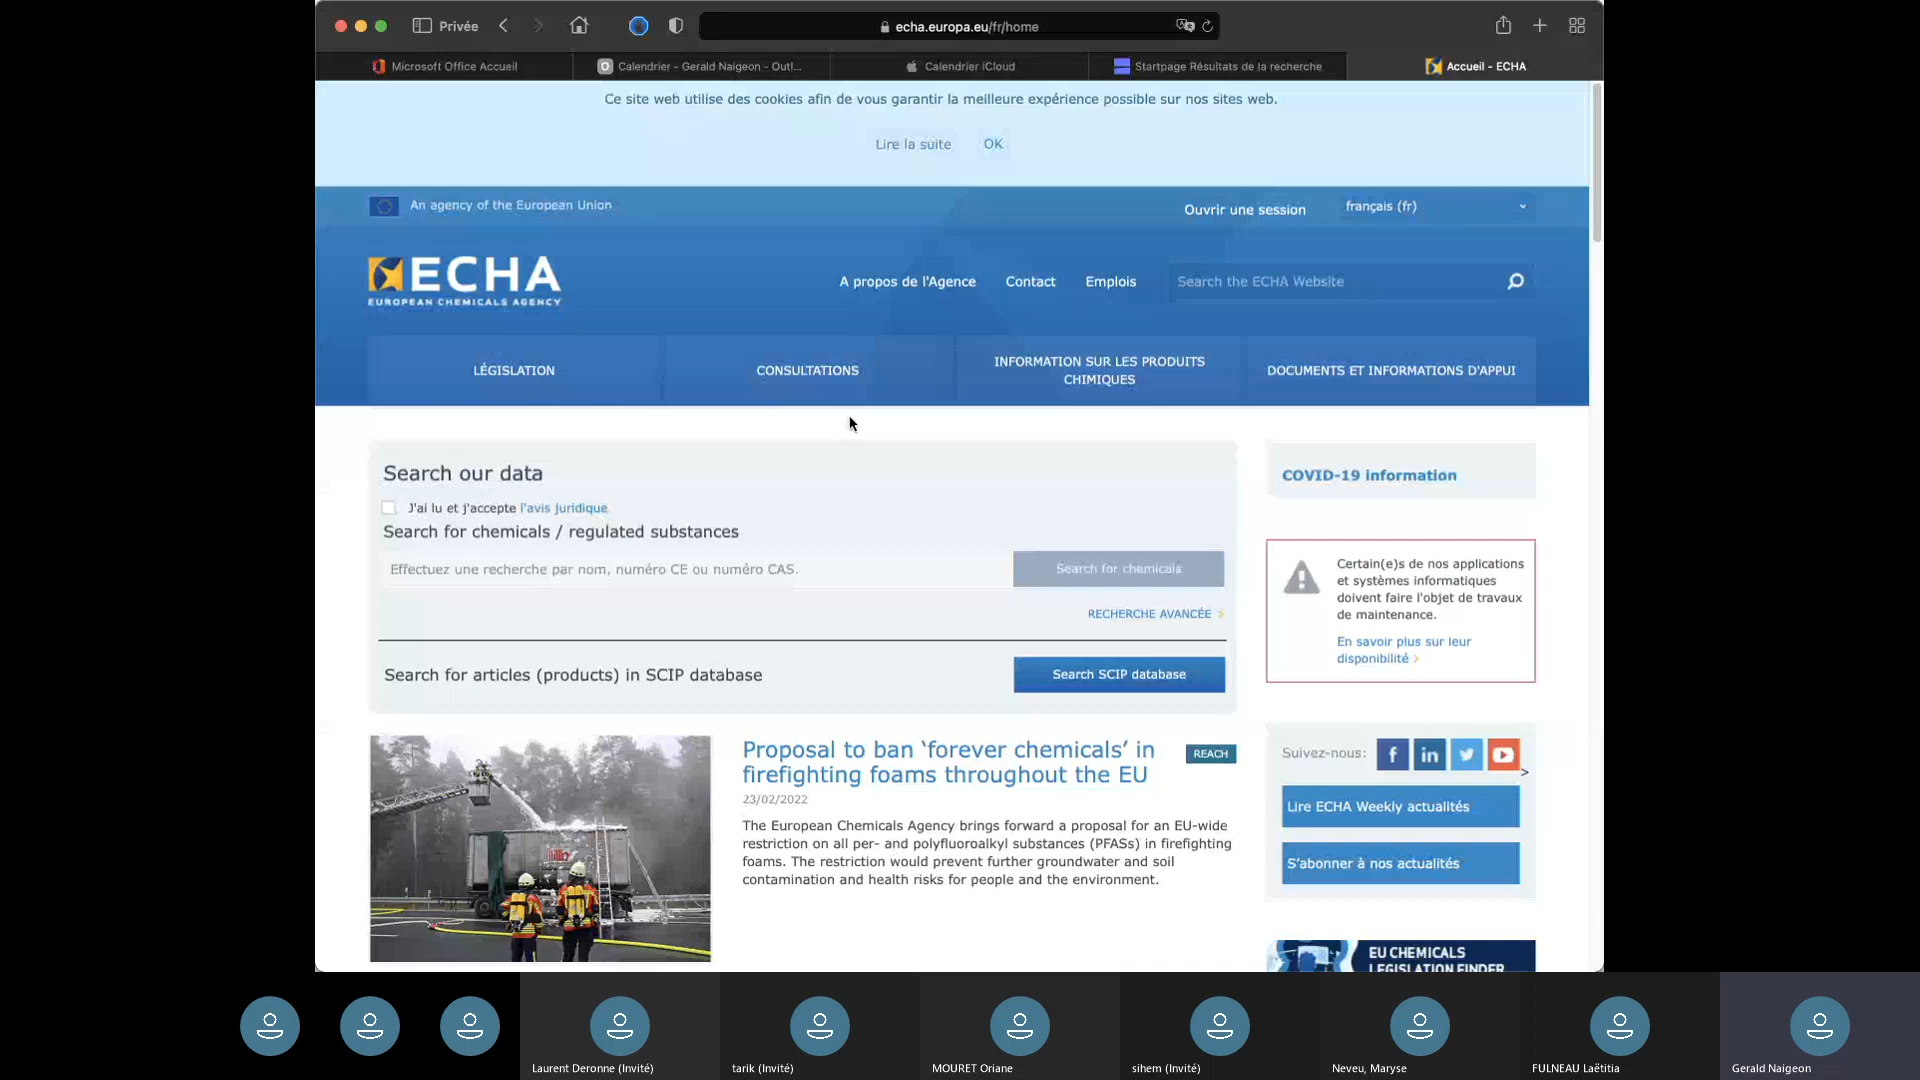 Privée
echa.europa.eu/fr/home
Microsoft Office Accueil
Calendrier - Gerald Naigeon - Outl...
Calendrier iCloud
Startpage Résultats de la recherche
Accueil - ECHA
Ce site web utilise des cookies afin de vous garantir la meilleure expérience possible sur nos sites web.
Lire la suite
OK
An agency of the European Union
Ouvrir une session
français (fr)
ECHA
EUROPEAN CHEMICALS AGENCY
A propos de l'Agence
Contact
Emplois
Search the ECHA Website
LÉGISLATION
CONSULTATIONS
INFORMATION SUR LES PRODUITS
CHIMIQUES
DOCUMENTS ET INFORMATIONS D'APPUI
Search our data
J'ai lu et j'accepte l'avis juridique
Search for chemicals / regulated substances
Effectuez une recherche par nom, numéro CE ou numéro CAS.
Search for chemicals
RECHERCHE AVANCÉE >
Search for articles (products) in SCIP database
Search SCIP database
COVID-19 information
Certain(e)s de nos applications
et systèmes informatiques
doivent faire l'objet de travaux
de maintenance.
En savoir plus sur leur
disponibilité >
Proposal to ban ‘forever chemicals’ in
firefighting foams throughout the EU
REACH
23/02/2022
The European Chemicals Agency brings forward a proposal for an EU-wide
restriction on all per- and polyfluoroalkyl substances (PFASs) in firefighting
foams. The restriction would prevent further groundwater and soil
contamination and health risks for people and the environment.
Suivez-nous:
>
Lire ECHA Weekly actualités
S'abonner à nos actualités
EU CHEMICALS
LEGISLATION FINDER
Laurent Deronne (Invité)
tarik (Invité)
MOURET Oriane
sihem (Invité)
Neveu, Maryse
FULNEAU Laëtitia
Gerald Naigeon